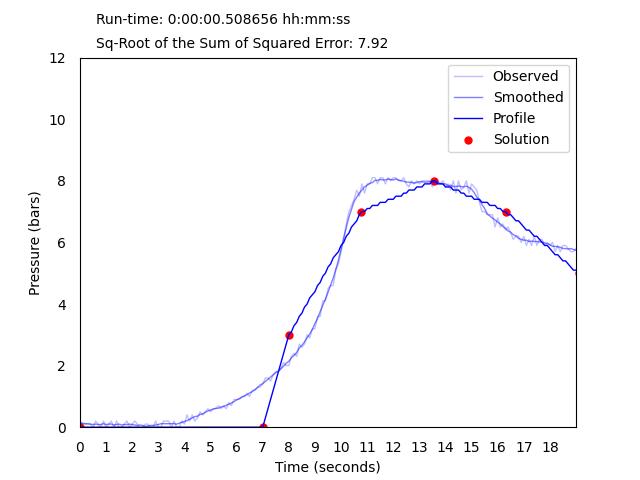 Run-time: 0:00:00.508656 hh:mm:ss
Sq-Root of the Sum of Squared Error: 7.92
12
10
8
6
4
2
0
Pressure (bars)
Observed
Smoothed
Profile
Solution
0 1 2 3 4 5 6 7 8 9 10 11 12 13 14 15 16 17 18
Time (seconds)